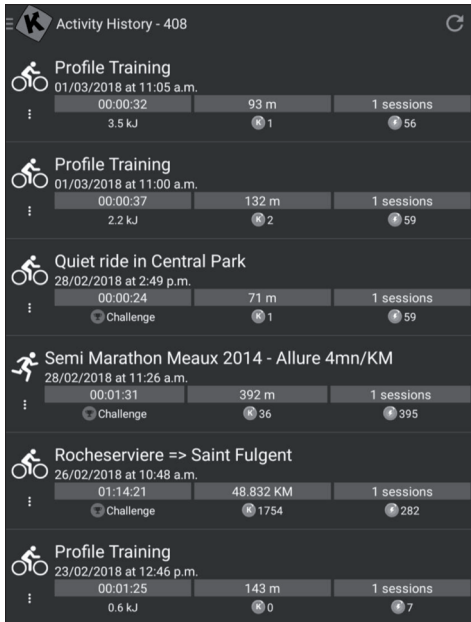 K Activity History - 408
Profile Training
01/03/2018 at 11:05 a.m.
00:00:32 93 m 1 sessions
3.5 kJ K 1 56
Profile Training
01/03/2018 at 11:00 a.m.
00:00:37 132 m 1 sessions
2.2 kJ K 2 59
Quiet ride in Central Park
28/02/2018 at 2:49 p.m.
00:00:24 71 m 1 sessions
Challenge K 1 59
Semi Marathon Meaux 2014 - Allure 4mn/KM
28/02/2018 at 11:26 a.m.
00:01:31 392 m 1 sessions
Challenge K 36 395
Rocheserviere => Saint Fulgent
26/02/2018 at 10:48 a.m.
01:14:21 48.832 KM 1 sessions
Challenge K 1754 282
Profile Training
23/02/2018 at 12:46 p.m.
00:01:25 143 m 1 sessions
0.6 kJ K 0 7